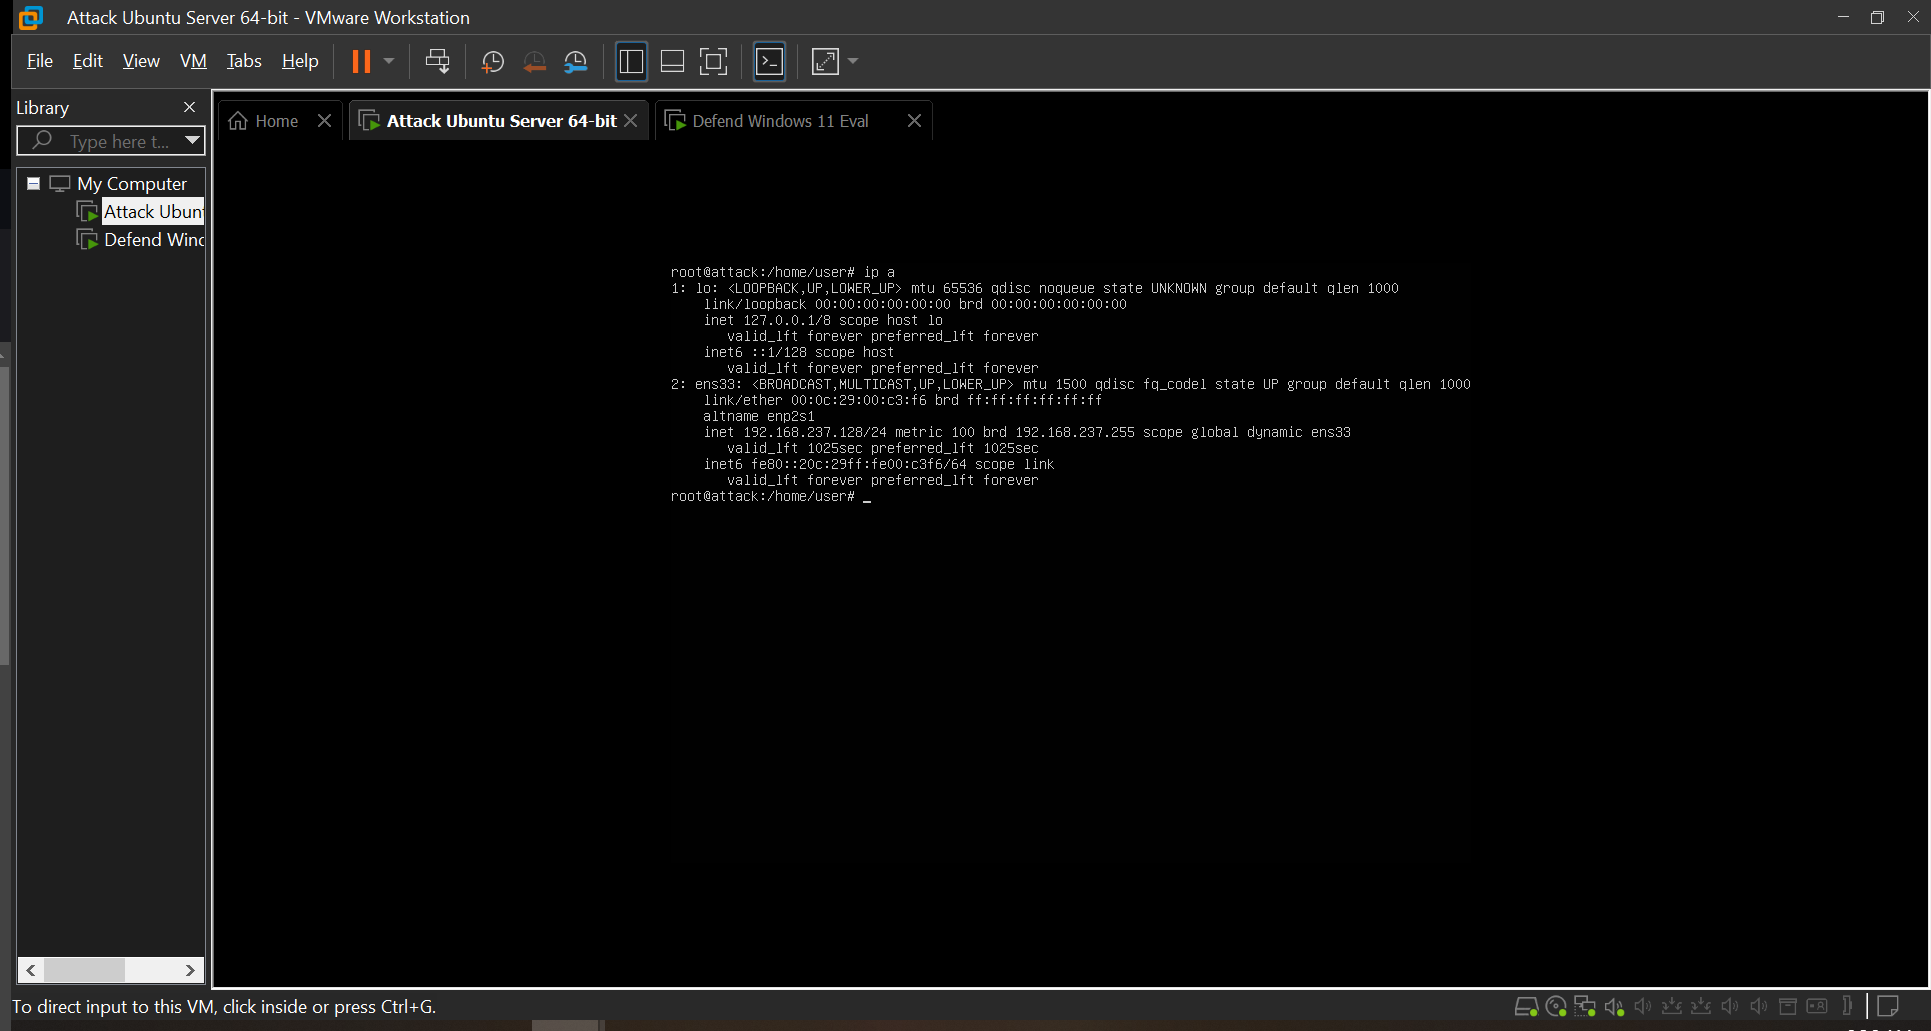 Attack Ubuntu Server 64-bit - VMware Workstation
File Edit View VM Tabs Help
Library
Type here t...
My Computer
Attack Ubun
Defend Winc
Home
Attack Ubuntu Server 64-bit
Defend Windows 11 Eval
root@attack:/home/user# ip a
1: lo: <LOOPBACK,UP,LOWER_UP> mtu 65536 qdisc noqueue state UNKNOWN group default qlen 1000
link/loopback 00:00:00:00:00:00 brd 00:00:00:00:00:00
inet 127.0.0.1/8 scope host lo
valid_lft forever preferred_lft forever
inet6 ::1/128 scope host
valid_lft forever preferred_lft forever
2: ens33: <BROADCAST,MULTICAST,UP,LOWER_UP> mtu 1500 qdisc fq_codel state UP group default qlen 1000
link/ether 00:0c:29:00:c3:f6 brd ff:ff:ff:ff:ff:ff
altname enp2s1
inet 192.168.237.128/24 metric 100 brd 192.168.237.255 scope global dynamic ens33
valid_lft 1025sec preferred_lft 1025sec
inet6 fe80::20c:29ff:fe00:c3f6/64 scope link
valid_lft forever preferred_lft forever
root@attack:/home/user# _
To direct input to this VM, click inside or press Ctrl+G.